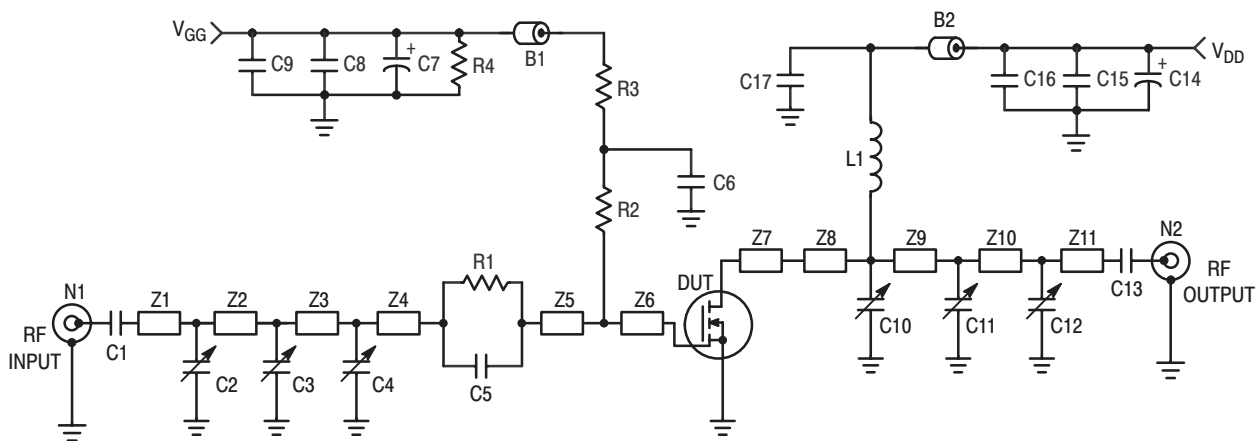 VGG
C9
C8
+
C7
R4
B1
R3
C6
R2
B2
VDD
C17
C16
C15
+
C14
L1
N1
RF
INPUT
C1
Z1
Z2
Z3
Z4
C2
C3
C4
R1
C5
Z5
Z6
DUT
Z7
Z8
Z9
Z10
Z11
C10
C11
C12
C13
N2
RF
OUTPUT